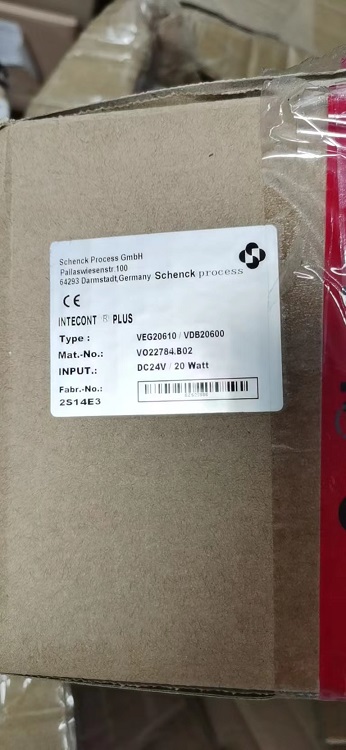 Schenck Process GmbH
Pallaswiesenstr.100
64293 Darmstadt,Germany
Schenck process
CE
INTECONT ® PLUS
Type : VEG20610 / VDB20600
Mat.-No.: VO22784.B02
INPUT.: DC24V / 20 Watt
Fabr.-No.:
2S14E3